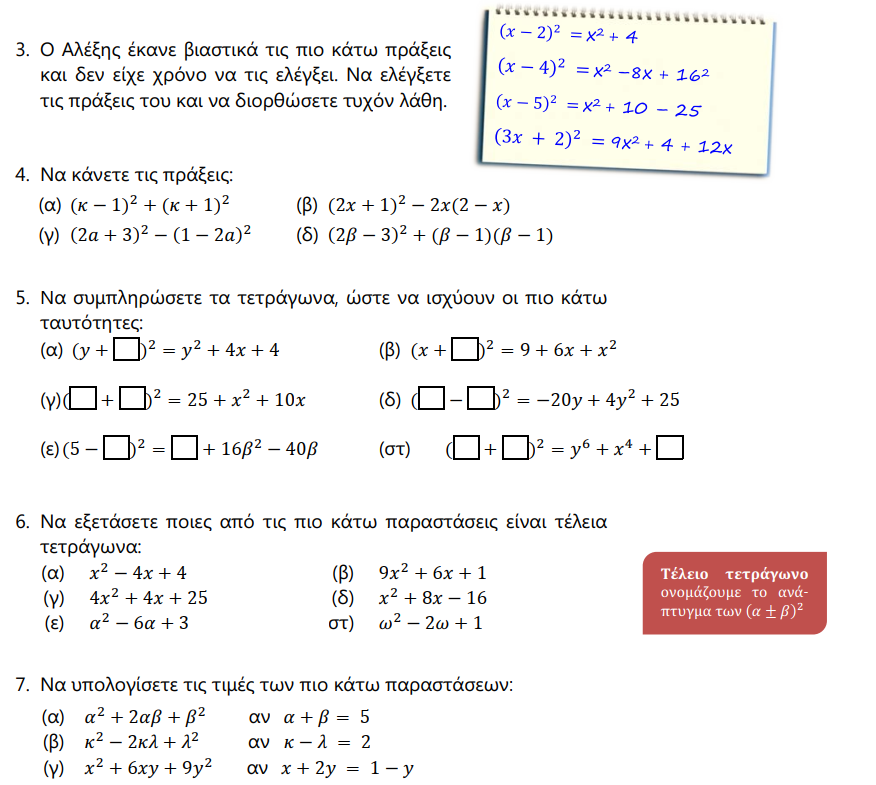 3. Ο Αλέξης έκανε βιαστικά τις πιο κάτω πράξεις
και δεν είχε χρόνο να τις ελέγξει. Να ελέγξετε
τις πράξεις του και να διορθώσετε τυχόν λάθη.
(x − 2)² = x² + 4
(x − 4)² = x² − 8x + 16²
(x − 5)² = x² + 10 − 25
(3x + 2)² = 9x² + 4 + 12x
4. Να κάνετε τις πράξεις:
(α) (κ − 1)² + (κ + 1)² (β) (2x + 1)² − 2x(2 − x)
(γ) (2a + 3)² − (1 − 2a)² (δ) (2β − 3)² + (β − 1)(β − 1)
5. Να συμπληρώσετε τα τετράγωνα, ώστε να ισχύουν οι πιο κάτω
ταυτότητες:
(α) (y + □)² = y² + 4x + 4 (β) (x + □)² = 9 + 6x + x²
(γ)(□ + □)² = 25 + x² + 10x (δ) (□ − □)² = −20y + 4y² + 25
(ε)(5 − □)² = □ + 16β² − 40β (στ) (□ + □)² = y⁶ + x⁴ + □
6. Να εξετάσετε ποιες από τις πιο κάτω παραστάσεις είναι τέλεια
τετράγωνα:
(α) x² − 4x + 4 (β) 9x² + 6x + 1
(γ) 4x² + 4x + 25 (δ) x² + 8x − 16
(ε) α² − 6α + 3 στ) ω² − 2ω + 1
Τέλειο τετράγωνο
ονομάζουμε το ανά-
πτυγμα των (α ± β)²
7. Να υπολογίσετε τις τιμές των πιο κάτω παραστάσεων:
(α) α² + 2αβ + β² αν α + β = 5
(β) κ² − 2κλ + λ² αν κ − λ = 2
(γ) x² + 6xy + 9y² αν x + 2y = 1 − y